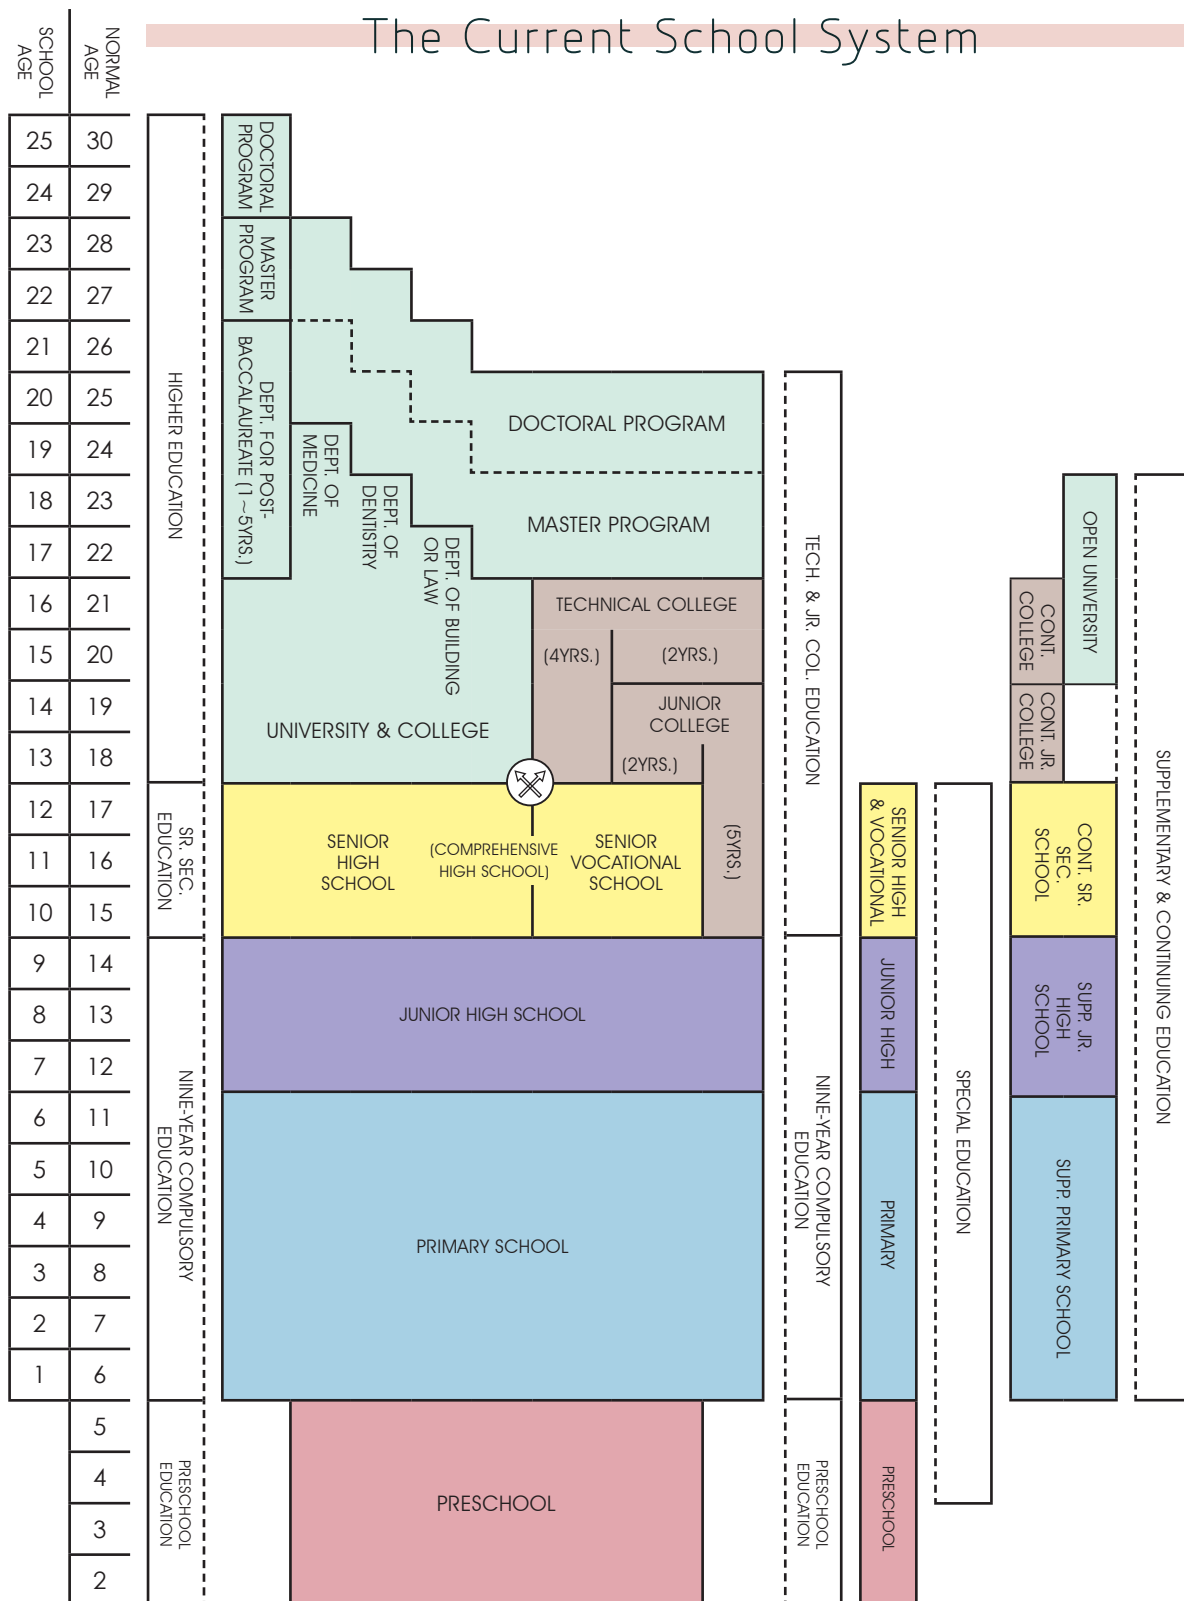 The Current School System
SCHOOL
AGE
NORMAL
AGE
25 30
24 29
23 28
22 27
21 26
20 25
19 24
18 23
17 22
16 21
15 20
14 19
13 18
12 17
11 16
10 15
9 14
8 13
7 12
6 11
5 10
4 9
3 8
2 7
1 6
5
4
3
2
HIGHER EDUCATION
SR. SEC.
EDUCATION
NINE-YEAR COMPULSORY
EDUCATION
PRESCHOOL
EDUCATION
DOCTORAL
PROGRAM
MASTER
PROGRAM
DEPT. FOR POST-
BACCALAUREATE (1~5YRS.)
DEPT. OF
MEDICINE
DEPT. OF
DENTISTRY
DEPT. OF BUILDING
OR LAW
DOCTORAL PROGRAM
MASTER PROGRAM
UNIVERSITY & COLLEGE
TECHNICAL COLLEGE
(4YRS.)
(2YRS.)
JUNIOR
COLLEGE
(2YRS.)
(5YRS.)
SENIOR
HIGH
SCHOOL
(COMPREHENSIVE
HIGH SCHOOL)
SENIOR
VOCATIONAL
SCHOOL
JUNIOR HIGH SCHOOL
PRIMARY SCHOOL
PRESCHOOL
TECH. & JR. COL. EDUCATION
NINE-YEAR COMPULSORY
EDUCATION
PRESCHOOL
EDUCATION
SENIOR HIGH
& VOCATIONAL
JUNIOR HIGH
PRIMARY
PRESCHOOL
SPECIAL EDUCATION
OPEN UNIVERSITY
CONT.
COLLEGE
CONT. JR.
COLLEGE
CONT. SR.
SEC.
SCHOOL
SUPP. JR.
HIGH
SCHOOL
SUPP. PRIMARY SCHOOL
SUPPLEMENTARY & CONTINUING EDUCATION